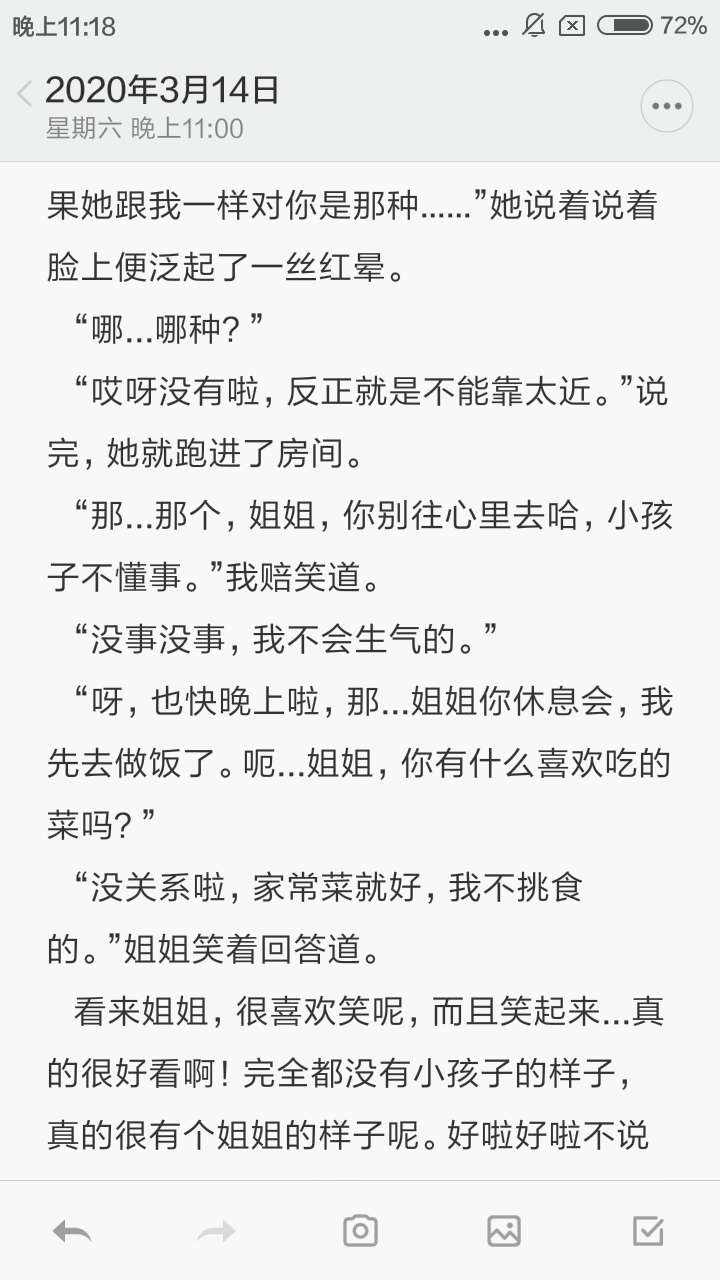 晚上11:18
72%
2020年3月14日
星期六 晚上11:00
果她跟我一样对你是那种......”她说着说着
脸上便泛起了一丝红晕。
“哪...哪种？”
“哎呀没有啦，反正就是不能靠太近。”说
完，她就跑进了房间。
“那...那个，姐姐，你别往心里去哈，小孩
子不懂事。”我赔笑道。
“没事没事，我不会生气的。”
“呀，也快晚上啦，那...姐姐你休息会，我
先去做饭了。呃...姐姐，你有什么喜欢吃的
菜吗？”
“没关系啦，家常菜就好，我不挑食
的。”姐姐笑着回答道。
看来姐姐，很喜欢笑呢，而且笑起来...真
的很好看啊！完全都没有小孩子的样子，
真的很有个姐姐的样子呢。好啦好啦不说